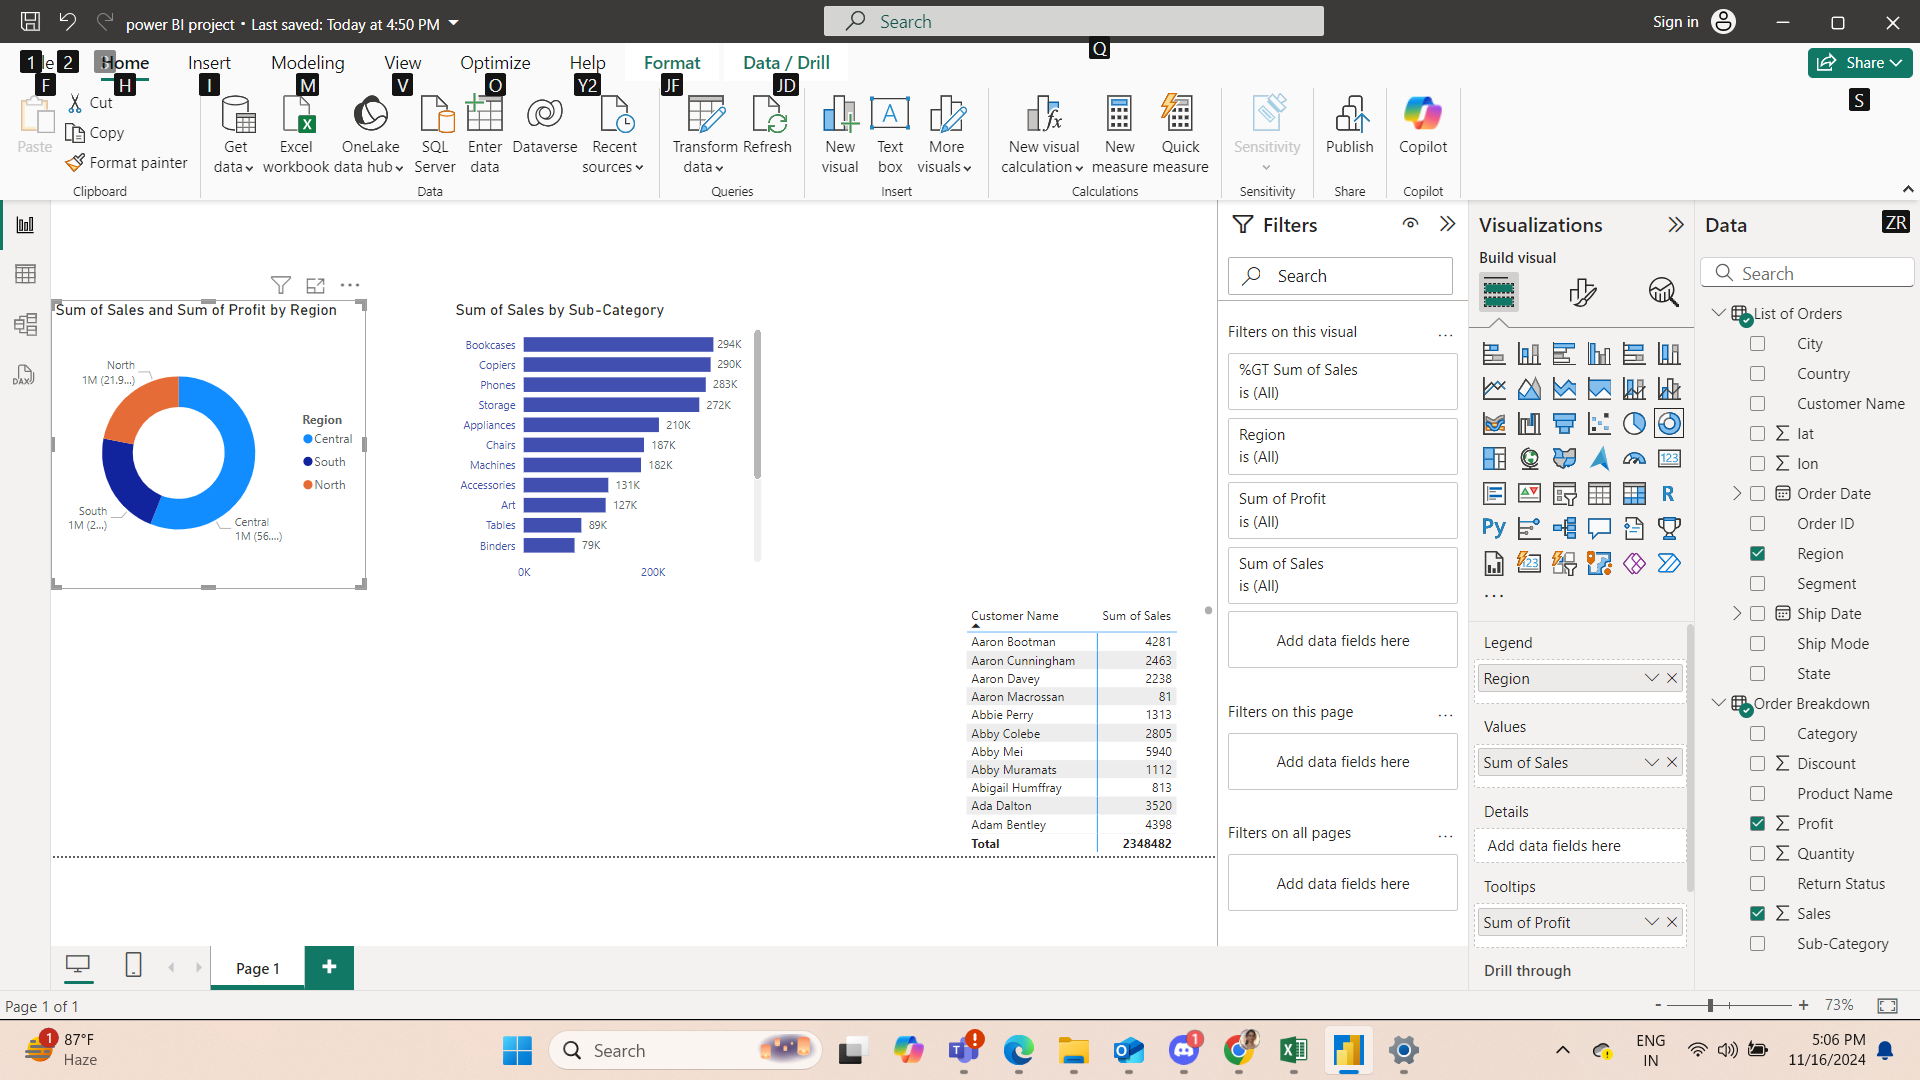 power BI project • Last saved: Today at 4:50 PM
Search
Sign in
1 le 2 Home Insert Modeling View Optimize Help Format Data / Drill
Q
Share
F H I M V O Y2 JF JD
S
Paste
Cut
Copy
Format painter
Clipboard
Get data
Excel workbook
OneLake data hub
SQL Server
Enter data
Dataverse
Recent sources
Data
Transform data
Refresh
Queries
New visual
Text box
More visuals
Insert
New visual calculation
New measure
Quick measure
Calculations
Sensitivity
Sensitivity
Publish
Share
Copilot
Copilot
Sum of Sales and Sum of Profit by Region
North
1M (21.9...)
South
1M (2...)
Central
1M (56....)
Region
Central
South
North
Sum of Sales by Sub-Category
Bookcases 294K
Copiers 290K
Phones 283K
Storage 272K
Appliances 210K
Chairs 187K
Machines 182K
Accessories 131K
Art 127K
Tables 89K
Binders 79K
0K 200K
Customer Name Sum of Sales
Aaron Bootman 4281
Aaron Cunningham 2463
Aaron Davey 2238
Aaron Macrossan 81
Abbie Perry 1313
Abby Colebe 2805
Abby Mei 5940
Abby Muramats 1112
Abigail Humffray 813
Ada Dalton 3520
Adam Bentley 4398
Total 2348482
Filters
Search
Filters on this visual ...
%GT Sum of Sales
is (All)
Region
is (All)
Sum of Profit
is (All)
Sum of Sales
is (All)
Add data fields here
Filters on this page ...
Add data fields here
Filters on all pages ...
Add data fields here
Visualizations
Build visual
123
R
Py
123
...
Legend
Region
Values
Sum of Sales
Details
Add data fields here
Tooltips
Sum of Profit
Drill through
Data
ZR
Search
List of Orders
City
Country
Customer Name
lat
lon
Order Date
Order ID
Region
Segment
Ship Date
Ship Mode
State
Order Breakdown
Category
Discount
Product Name
Profit
Quantity
Return Status
Sales
Sub-Category
DAX
Page 1
Page 1 of 1
- + 73%
1
87°F
Haze
Search
1
ENG
IN
5:06 PM
11/16/2024